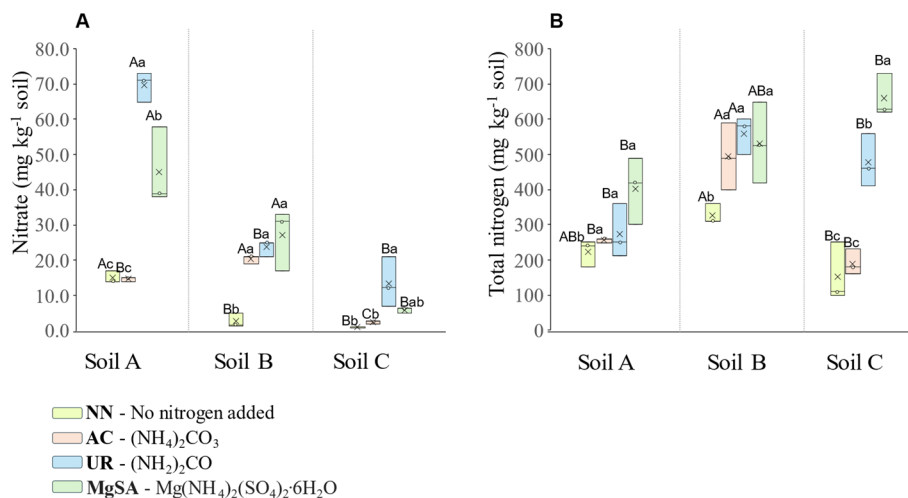 A
Nitrate (mg kg⁻¹ soil)
80.0
70.0
60.0
50.0
40.0
30.0
20.0
10.0
0.0
Aa
Ab
Ac Bc
Bb
Aa
Ba
Aa
Bb
Cb
Ba
Bab
Soil A Soil B Soil C
B
Total nitrogen (mg kg⁻¹ soil)
800
700
600
500
400
300
200
100
0
ABb
Ba
Ba
Ba
Ab
Aa
Aa
ABa
Bc
Bc
Bb
Ba
Soil A Soil B Soil C
NN - No nitrogen added
AC - (NH₄)₂CO₃
UR - (NH₂)₂CO
MgSA - Mg(NH₄)₂(SO₄)₂·6H₂O